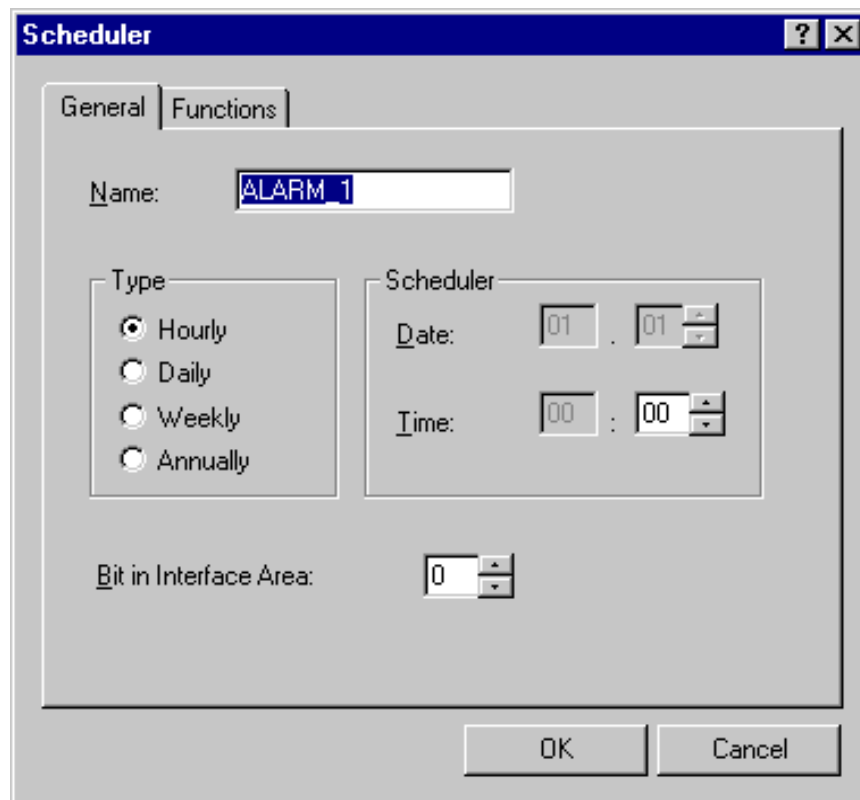 Scheduler
General Functions
Name: ALARM_1
Type
Hourly
Daily
Weekly
Annually
Scheduler
Date: 01 . 01
Time: 00 : 00
Bit in Interface Area: 0
OK Cancel